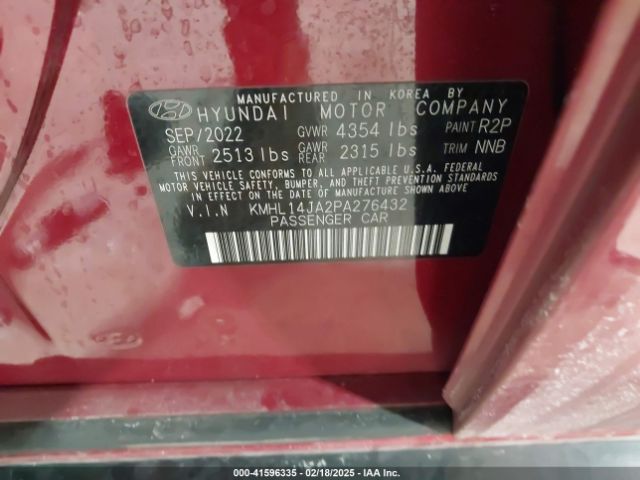 MANUFACTURED IN KOREA BY
HYUNDAI MOTOR COMPANY
SEP/2022 GVWR 4354 lbs PAINT R2P
GAWR FRONT 2513 lbs GAWR REAR 2315 lbs TRIM NNB
THIS VEHICLE CONFORMS TO ALL APPLICABLE U.S.A. FEDERAL
MOTOR VEHICLE SAFETY, BUMPER, AND THEFT PREVENTION STANDARDS
IN EFFECT ON THE DATE OF MANUFACTURE SHOWN ABOVE
V.I.N KMHL14JA2PA276432
PASSENGER CAR
000-41596335 - 02/18/2025 - IAA Inc.